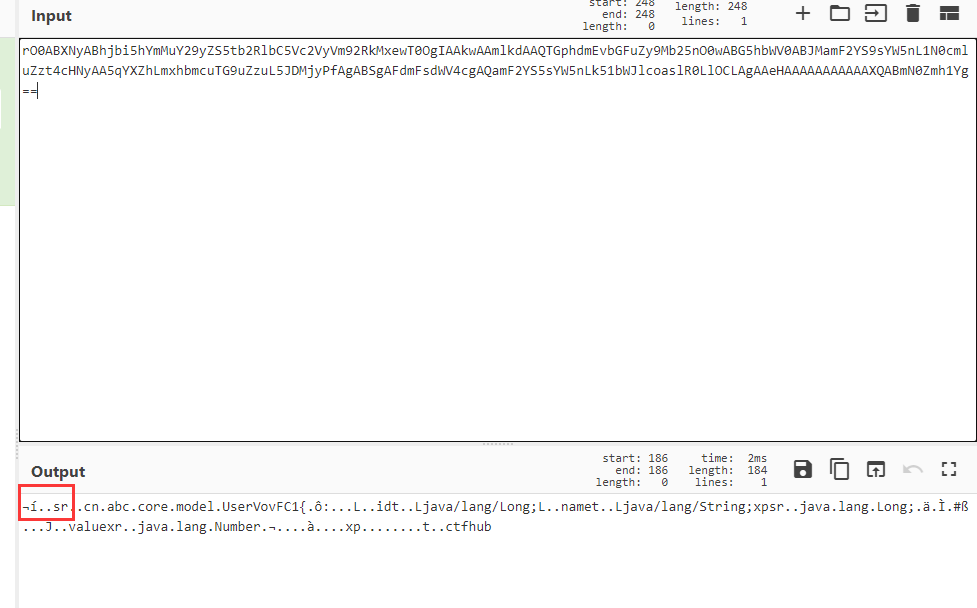 Input
start: 248
end: 248
length: 0
length: 248
lines: 1
rO0ABXNyABhjbi5hYmMuY29yZS5tb2RlbC5Vc2VyVm92RkMxewT0OgIAAkwAAmlkdAAQTGphdmEvbGFuZy9Mb25nO0wABG5hbWV0ABJMamF2YS9sYW5nL1N0cml
uZzt4cHNyAA5qYXZhLmxhbmcuTG9uZzuL5JDMjyPfAgABSgAFdmFsdWV4cgAQamF2YS5sYW5nLk51bWJlcoaslR0LlOCLAgAAeHAAAAAAAAAAAXQABmN0Zmh1Yg
==
Output
start: 186
end: 186
length: 0
time: 2ms
length: 184
lines: 1
¬í..sr..cn.abc.core.model.UserVovFC1{.ô:...L..idt..Ljava/lang/Long;L..namet..Ljava/lang/String;xpsr..java.lang.Long;.ä.Ì.#ß
...J..valuexr..java.lang.Number.¬....à....xp........t..ctfhub